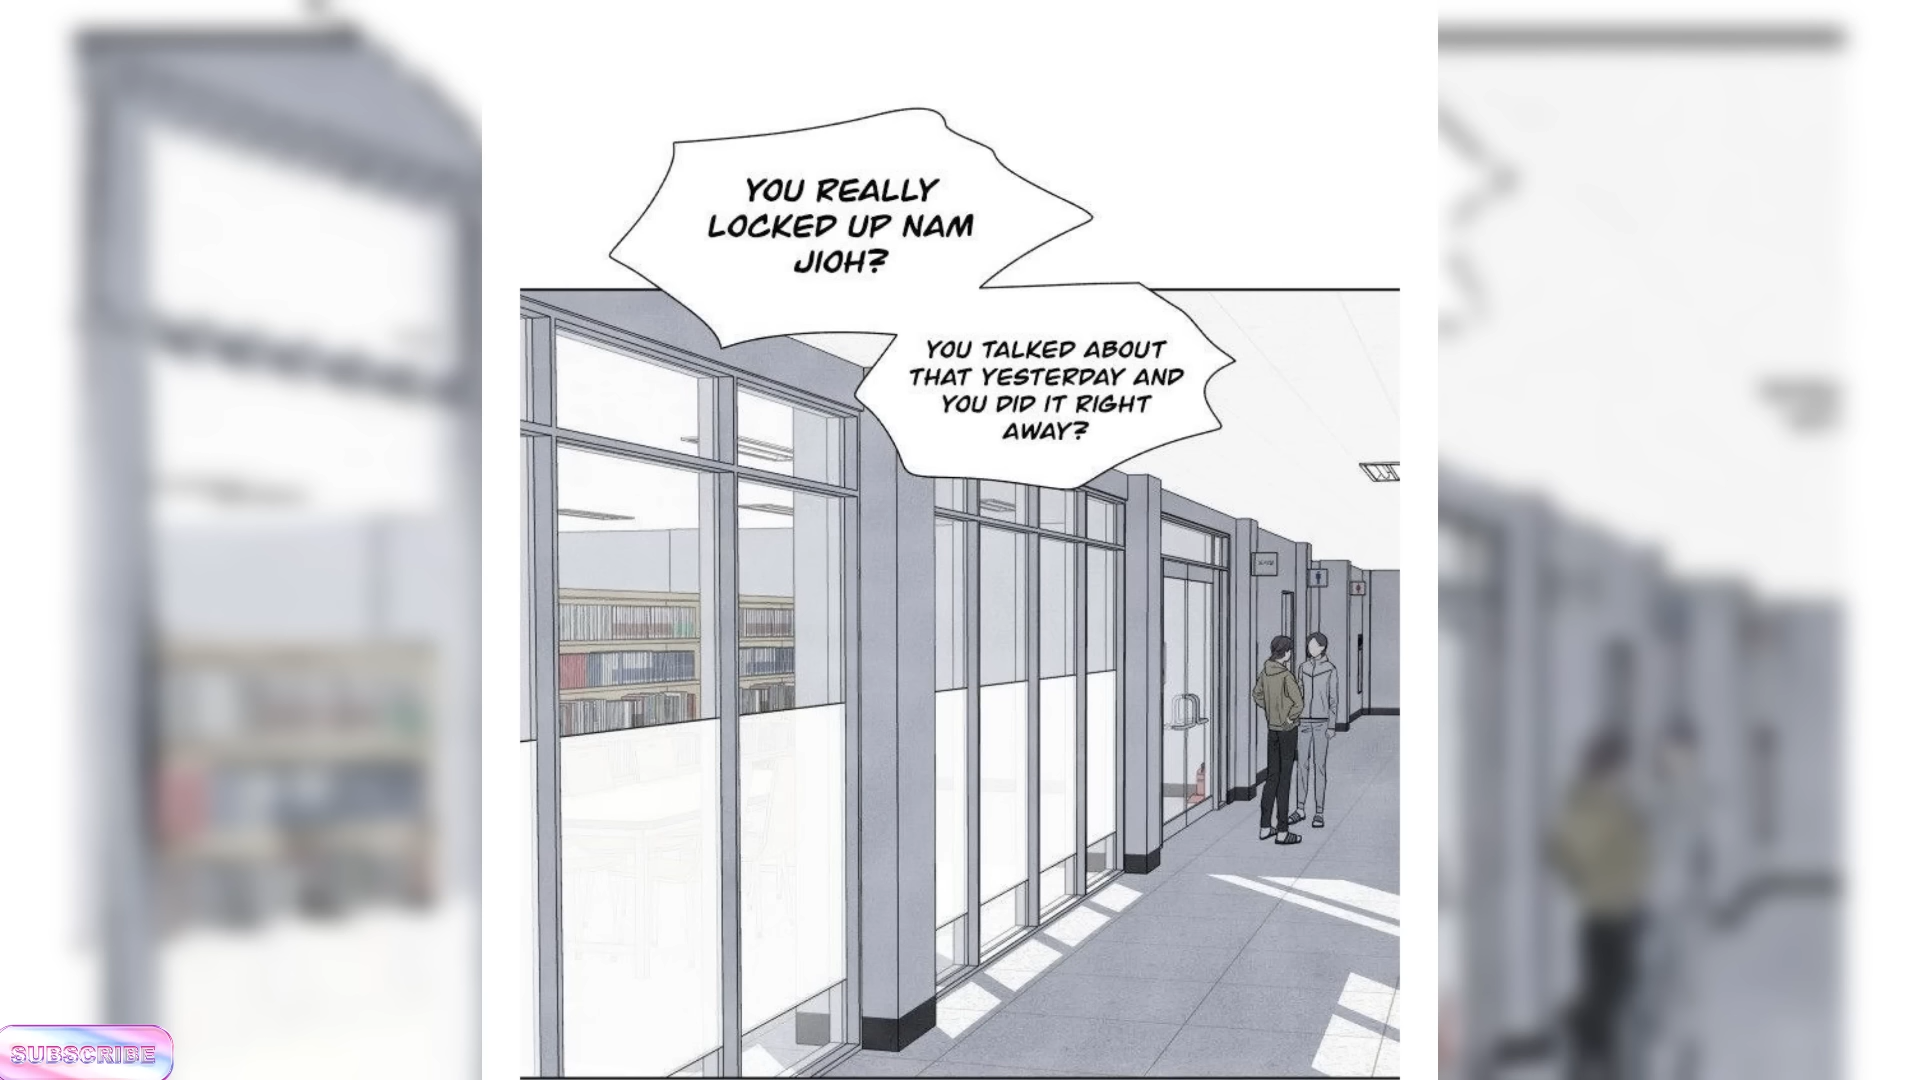 YOU REALLY
LOCKED UP NAM
JIOH?
YOU TALKED ABOUT
THAT YESTERDAY AND
YOU DID IT RIGHT
AWAY?
SUBSCRIBE